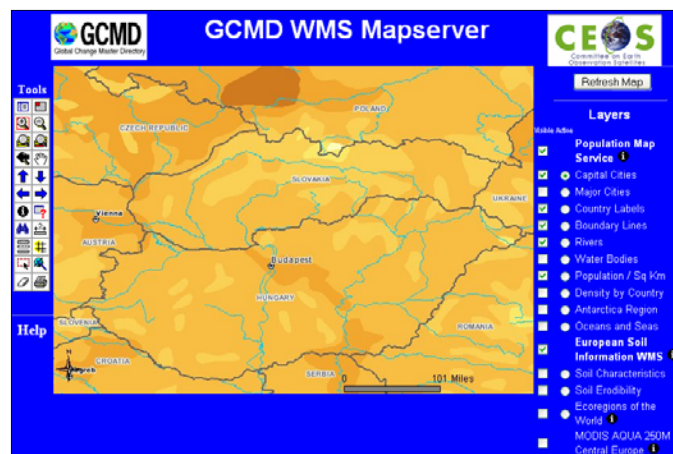 GCMD
Global Change Master Directory
GCMD WMS Mapserver
CEOS
Committee on Earth
Observation Satellites
Refresh Map
Tools
Help
Layers
Visible Active
Population Map
Service
Capital Cities
Major Cities
Country Labels
Boundary Lines
Rivers
Water Bodies
Population / Sq Km
Density by Country
Antarctica Region
Oceans and Seas
European Soil
Information WMS
Soil Characteristics
Soil Erodibility
Ecoregions of the
World
MODIS AQUA 250M
Central Europe
POLAND
CZECH REPUBLIC
SLOVAKIA
UKRAINE
Vienna
AUSTRIA
Budapest
HUNGARY
SLOVENIA
ROMANIA
CROATIA
SERBIA
N
0 101 Miles